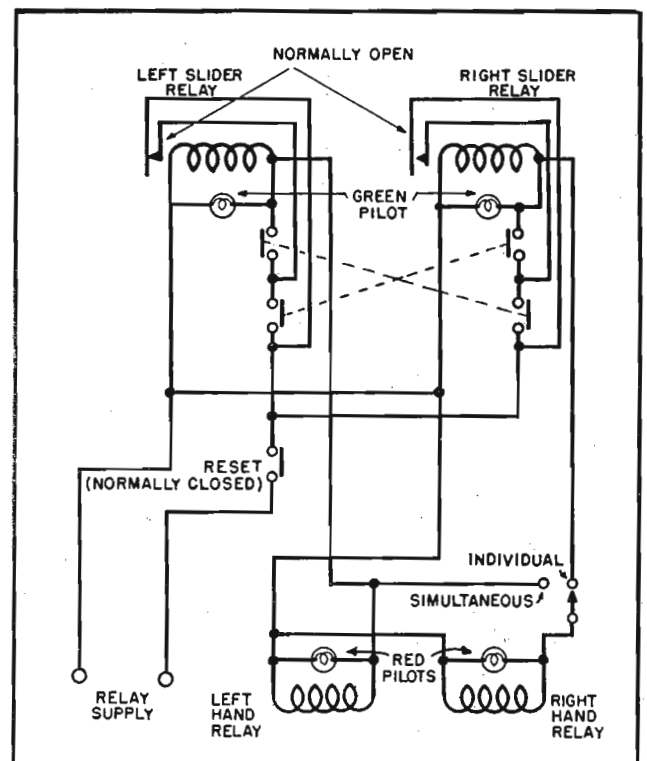 NORMALLY OPEN
LEFT SLIDER
RELAY
RIGHT SLIDER
RELAY
GREEN
PILOT
RESET
(NORMALLY CLOSED)
INDIVIDUAL
SIMULTANEOUS
RED
PILOTS
RELAY
SUPPLY
LEFT
HAND
RELAY
RIGHT
HAND
RELAY